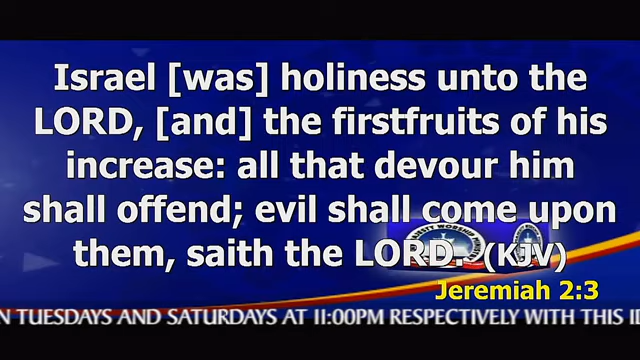 Israel [was] holiness unto the
LORD, [and] the firstfruits of his
increase: all that devour him
shall offend; evil shall come upon
them, saith the LORD. (KJV)
Jeremiah 2:3
N TUESDAYS AND SATURDAYS AT 11:00PM RESPECTIVELY WITH THIS